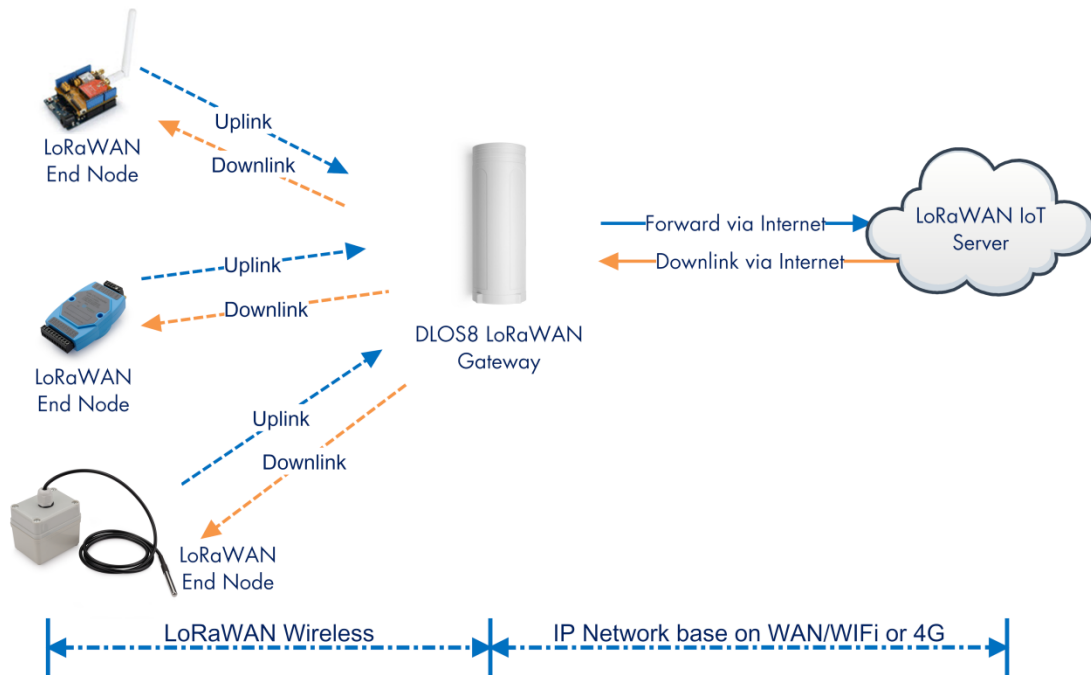 Uplink
Downlink
LoRaWAN
End Node
Uplink
Downlink
LoRaWAN
End Node
Uplink
Downlink
LoRaWAN
End Node
DLOS8 LoRaWAN
Gateway
Forward via Internet
Downlink via Internet
LoRaWAN IoT
Server
LoRaWAN Wireless
IP Network base on WAN/WIFi or 4G